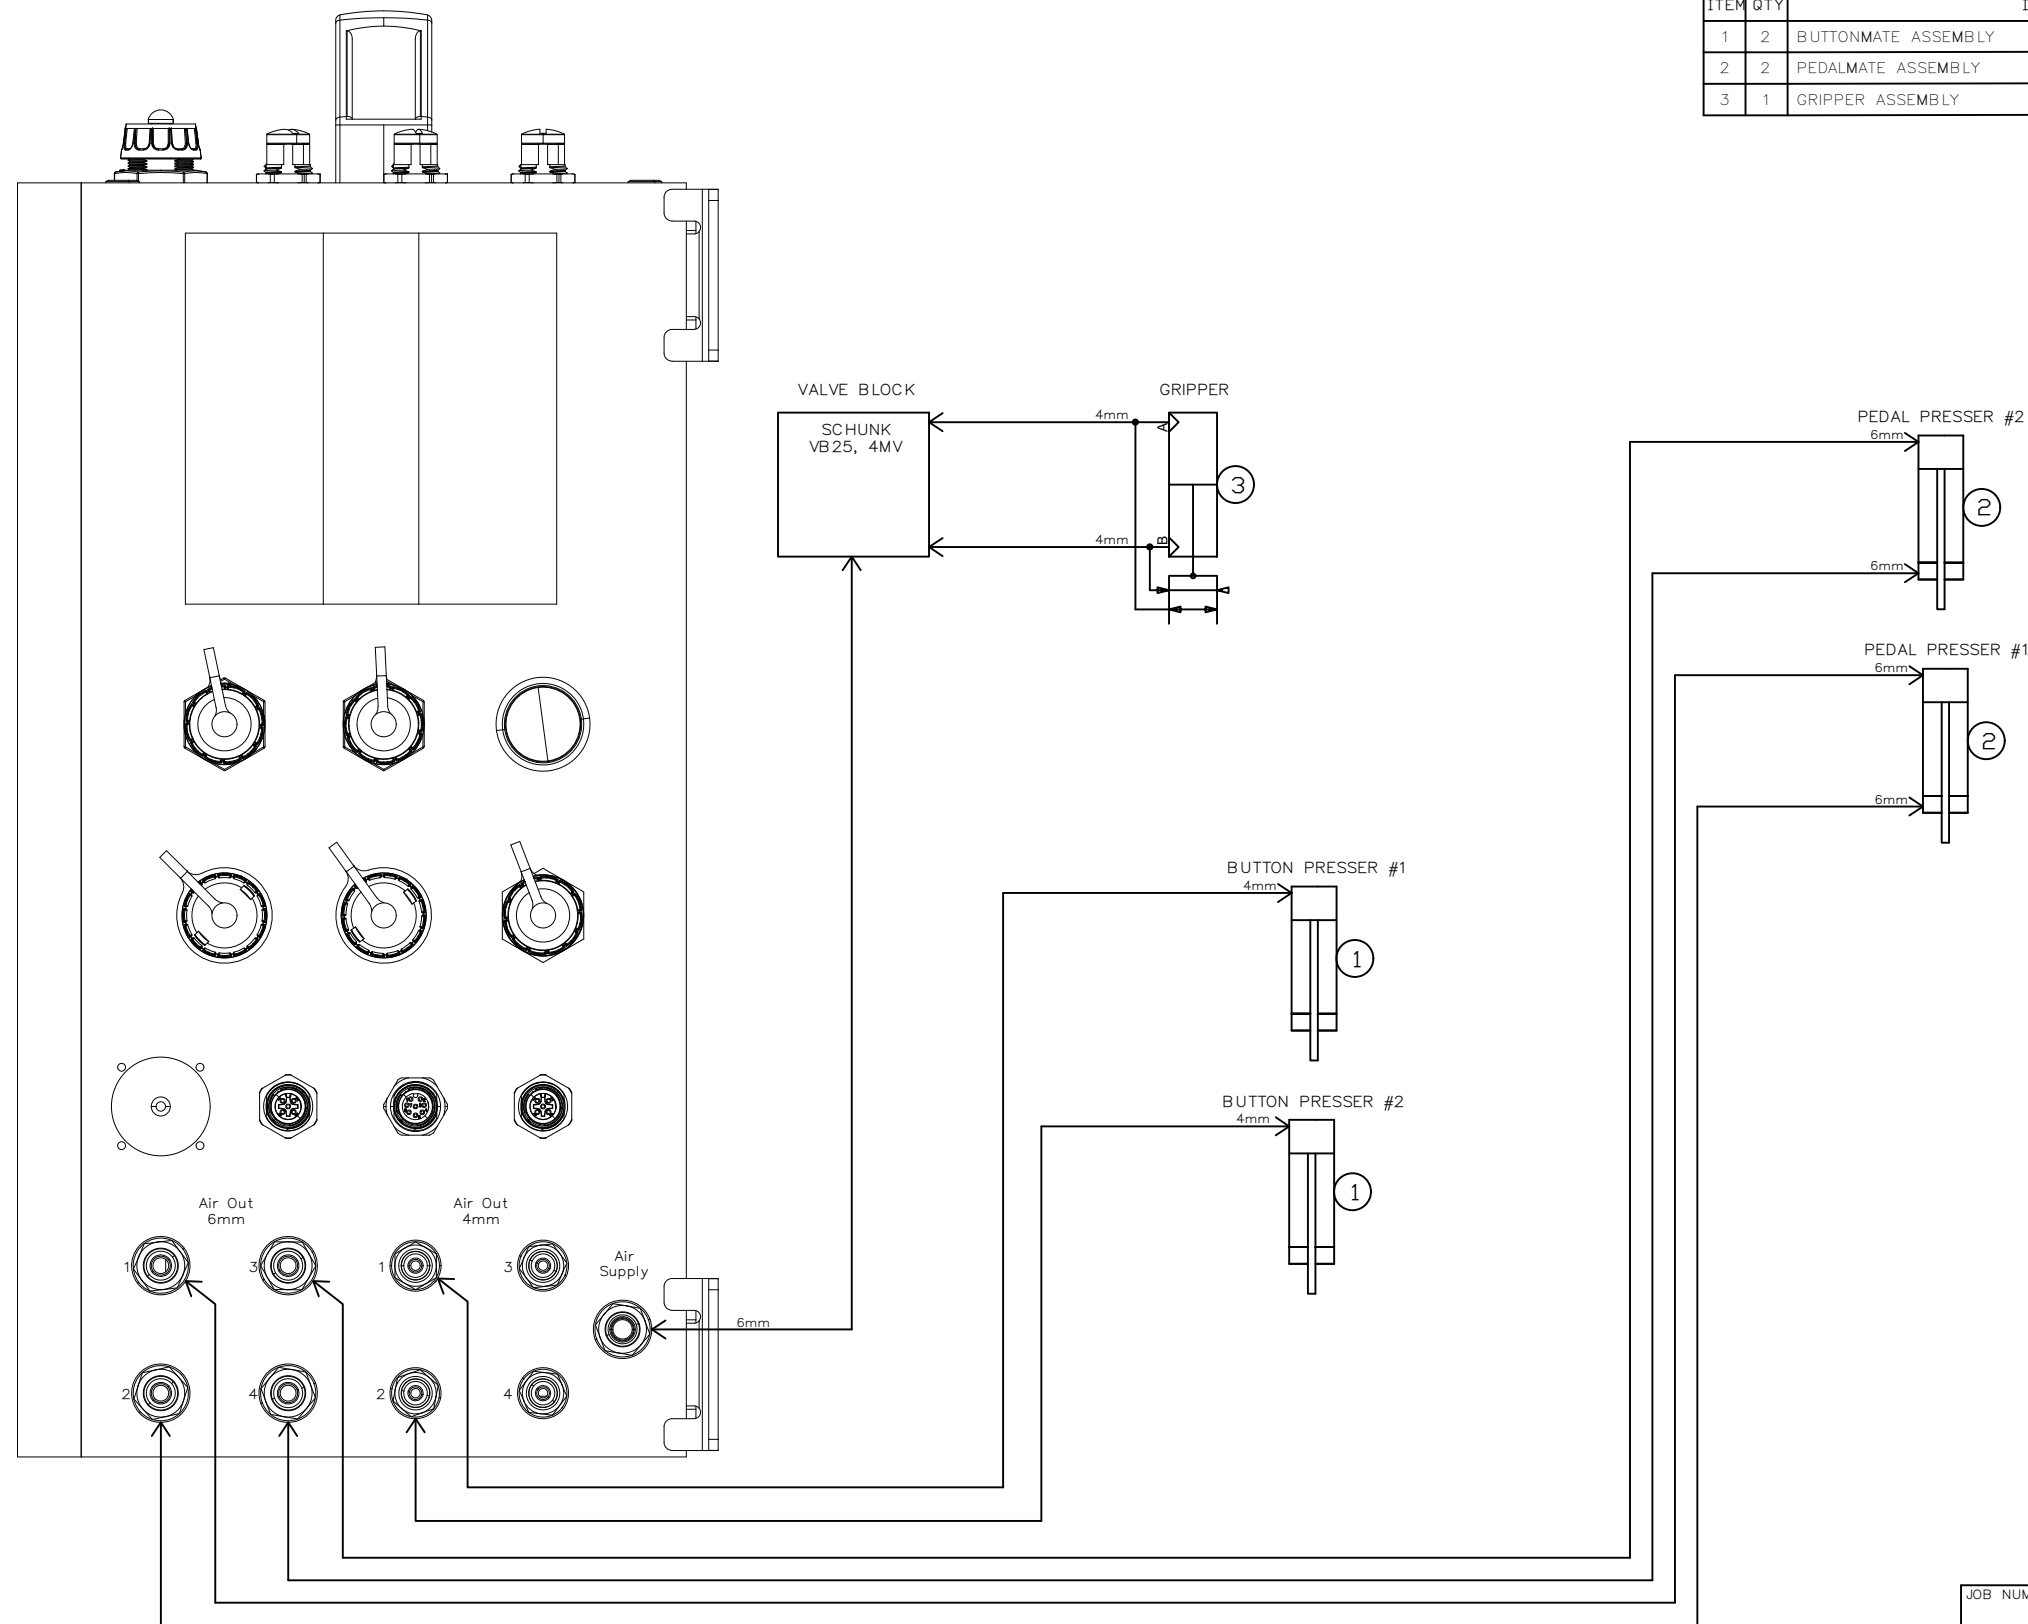 ITEM QTY
1 2 BUTTONMATE ASSEMBLY
2 2 PEDALMATE ASSEMBLY
3 1 GRIPPER ASSEMBLY
VALVE BLOCK
SCHUNK
VB25, 4MV
GRIPPER
4mm
A
3
4mm
B
PEDAL PRESSER #2
6mm
2
6mm
PEDAL PRESSER #1
6mm
2
6mm
BUTTON PRESSER #1
4mm
1
BUTTON PRESSER #2
4mm
1
Air Out
6mm
Air Out
4mm
Air
Supply
1
3
1
3
6mm
2
4
2
4
JOB NUM